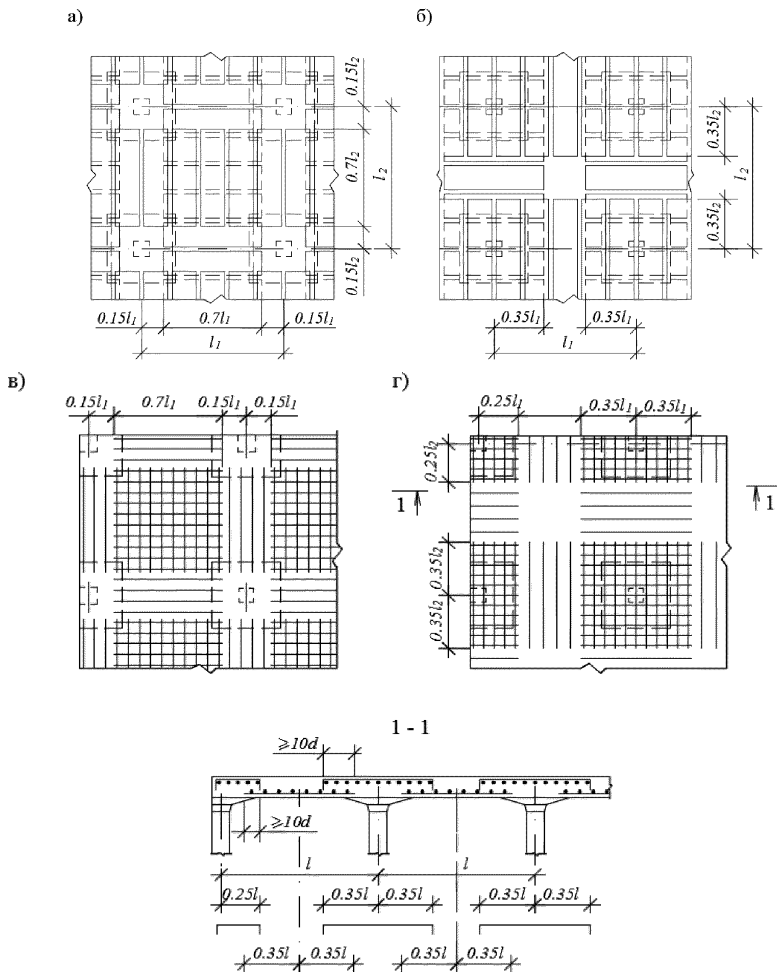 а)
б)
0.15l₂
0.7l₂
l₂
0.15l₂
0.35l₂
l₂
0.35l₂
0.15l₁ 0.7l₁ 0.15l₁
l₁
0.35l₁ 0.35l₁
l₁
в)
0.15l₁ 0.7l₁ 0.15l₁ 0.15l₁
г)
0.25l₁ 0.35l₁ 0.35l₁
0.25l₂
1 1
0.35l₂
0.35l₂
1 - 1
≥10d
≥10d
l l
0.25l 0.35l 0.35l 0.35l 0.35l
0.35l 0.35l 0.35l 0.35l